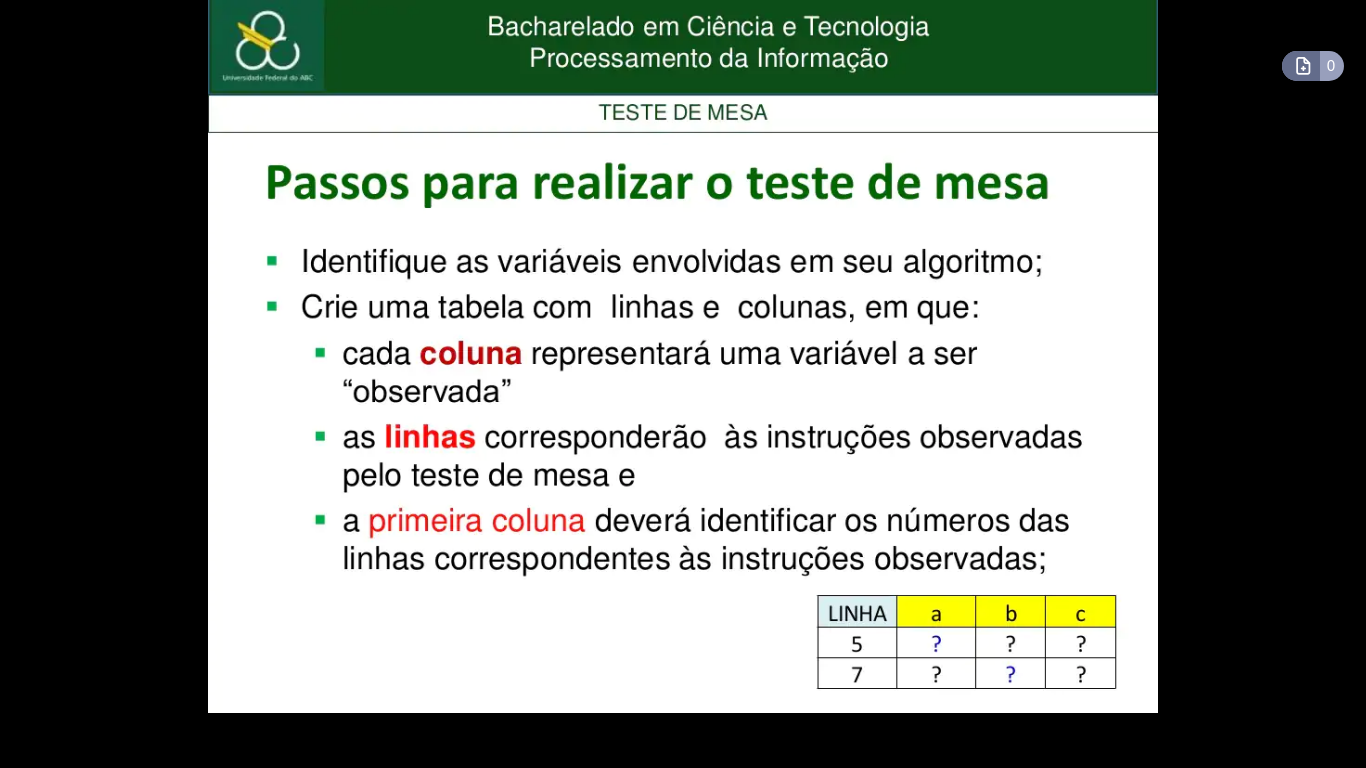 Bacharelado em Ciência e Tecnologia
Processamento da Informação
Universidade Federal do ABC
0
TESTE DE MESA
Passos para realizar o teste de mesa
▪ Identifique as variáveis envolvidas em seu algoritmo;
▪ Crie uma tabela com linhas e colunas, em que:
▪ cada coluna representará uma variável a ser
“observada”
▪ as linhas corresponderão às instruções observadas
pelo teste de mesa e
▪ a primeira coluna deverá identificar os números das
linhas correspondentes às instruções observadas;
LINHA a b c
5 ? ? ?
7 ? ? ?